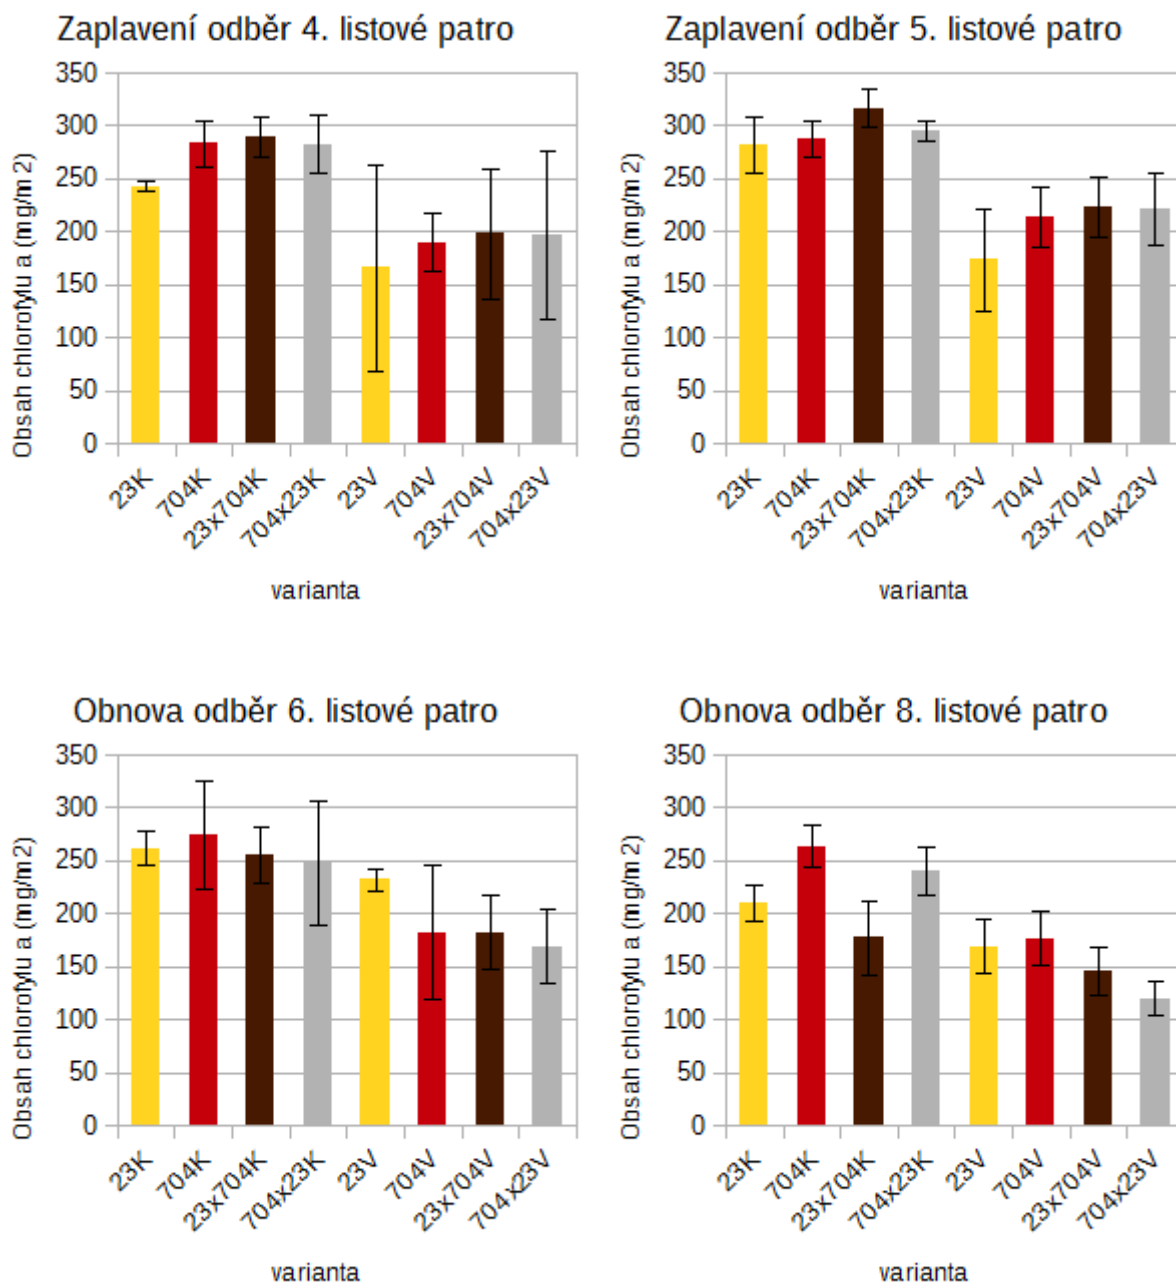 Zaplavení odběr 4. listové patro
Obsah chlorofylu a (mg/m2)
350
300
250
200
150
100
50
0
23K
704K
23x704K
704x23K
23V
704V
23x704V
704x23V
varianta
Zaplavení odběr 5. listové patro
Obsah chlorofylu a (mg/m2)
350
300
250
200
150
100
50
0
23K
704K
23x704K
704x23K
23V
704V
23x704V
704x23V
varianta
Obnova odběr 6. listové patro
Obsah chlorofylu a (mg/m2)
350
300
250
200
150
100
50
0
23K
704K
23x704K
704x23K
23V
704V
23x704V
704x23V
varianta
Obnova odběr 8. listové patro
Obsah chlorofylu a (mg/m2)
350
300
250
200
150
100
50
0
23K
704K
23x704K
704x23K
23V
704V
23x704V
704x23V
varianta